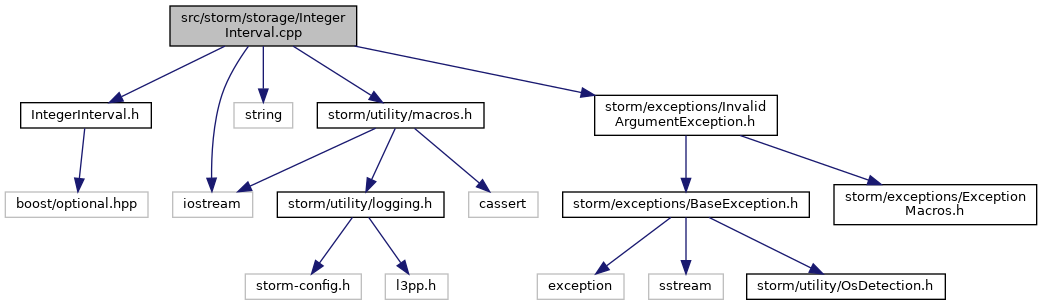 src/storm/storage/Integer
Interval.cpp
IntegerInterval.h
string
storm/utility/macros.h
storm/exceptions/Invalid
ArgumentException.h
boost/optional.hpp
iostream
storm/utility/logging.h
cassert
storm/exceptions/BaseException.h
storm/exceptions/Exception
Macros.h
storm-config.h
l3pp.h
exception
sstream
storm/utility/OsDetection.h